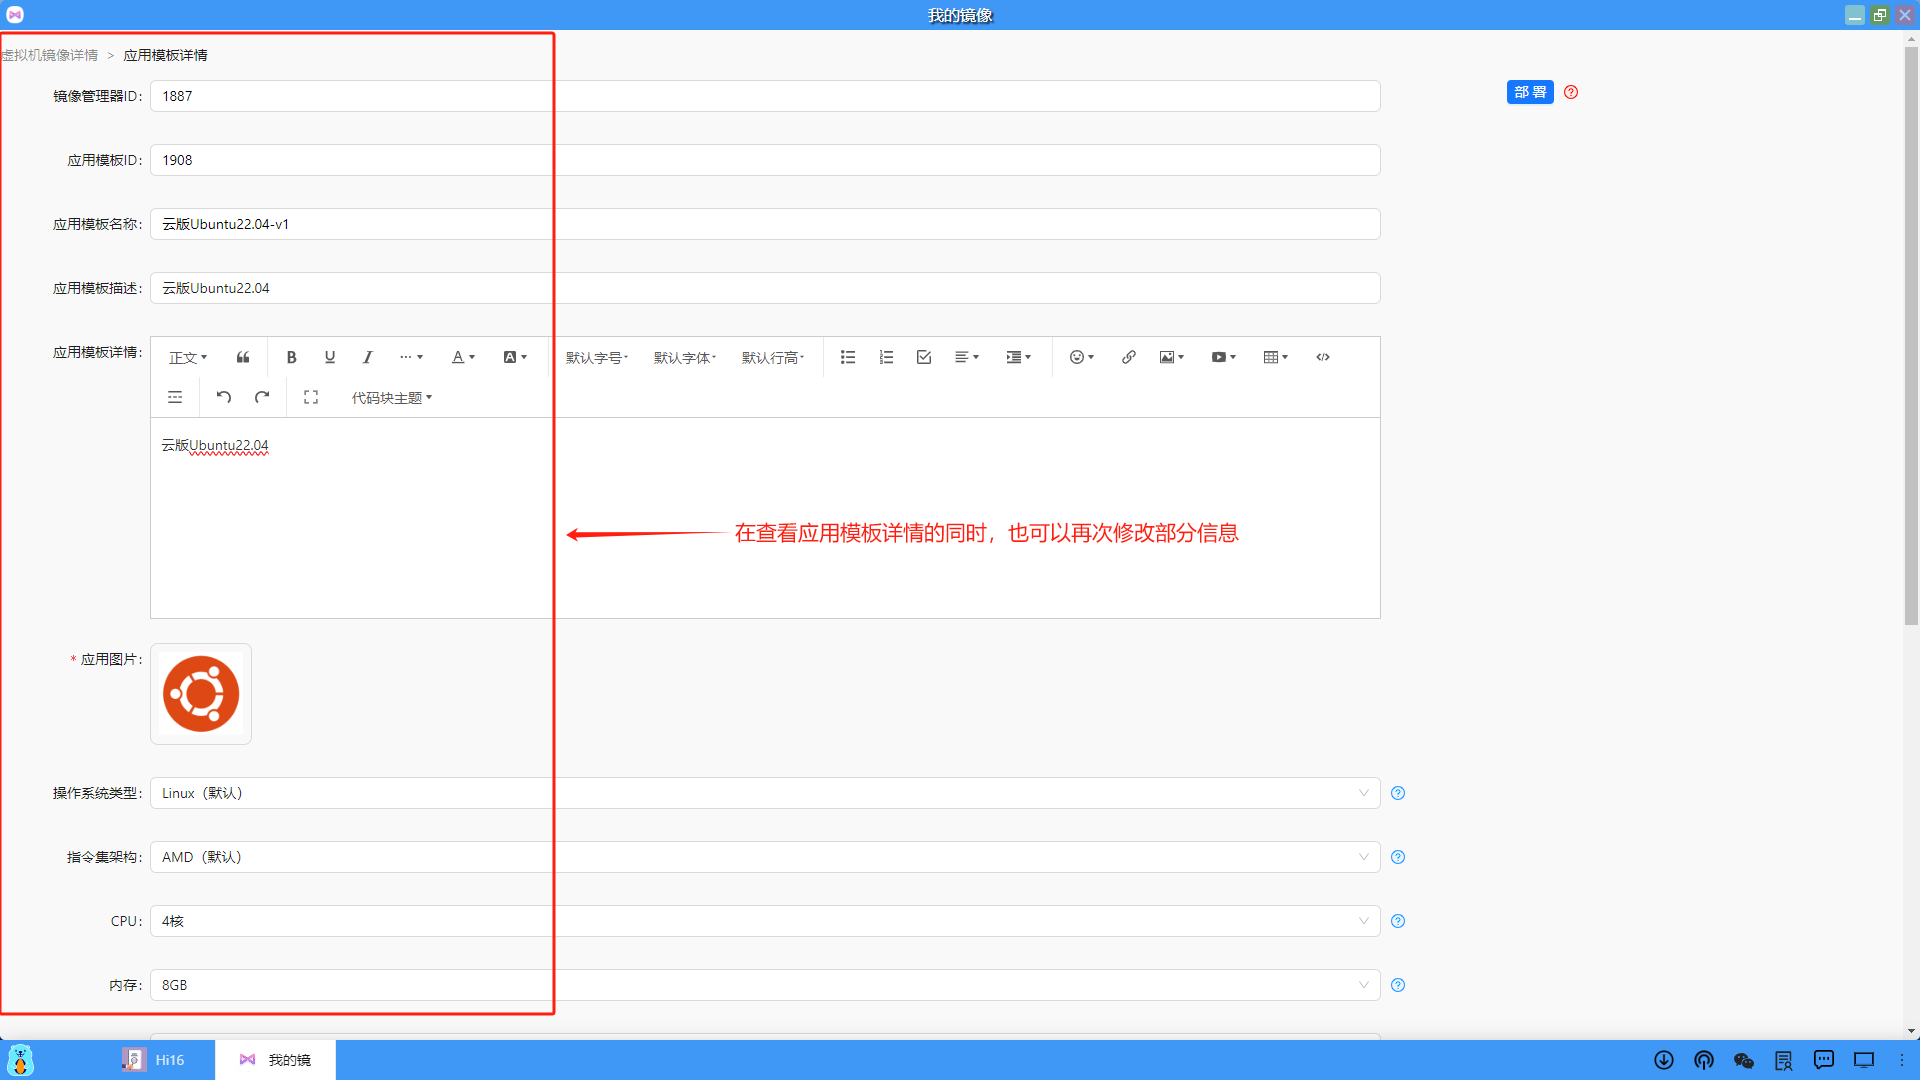 我的镜像
虚拟机镜像详情 > 应用模板详情
镜像管理器ID: 1887
部 署
应用模板ID: 1908
应用模板名称: 云版Ubuntu22.04-v1
应用模板描述: 云版Ubuntu22.04
应用模板详情:
正文 B U I ... A A 默认字号 默认字体 默认行高
代码块主题
云版Ubuntu22.04
在查看应用模板详情的同时，也可以再次修改部分信息
* 应用图片:
操作系统类型: Linux（默认）
指令集架构: AMD（默认）
CPU: 4核
内存: 8GB
Hi16 我的镜